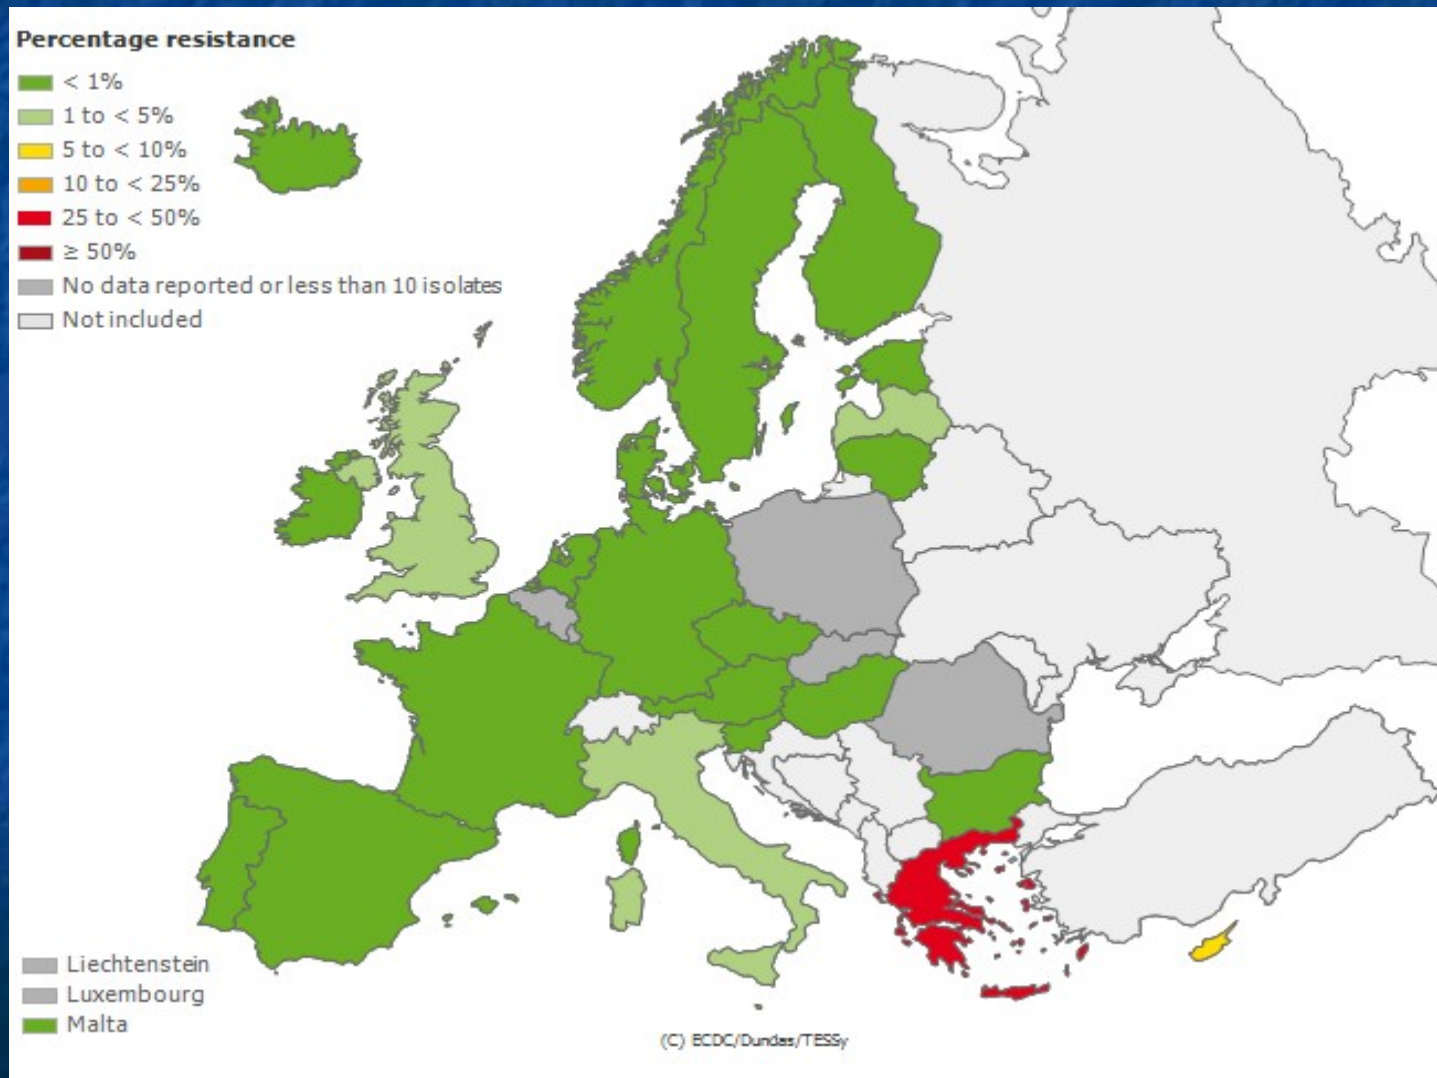 Percentage resistance
< 1%
1 to < 5%
5 to < 10%
10 to < 25%
25 to < 50%
≥ 50%
No data reported or less than 10 isolates
Not included
Liechtenstein
Luxembourg
Malta
(C) ECDC/Dundas/TESSy